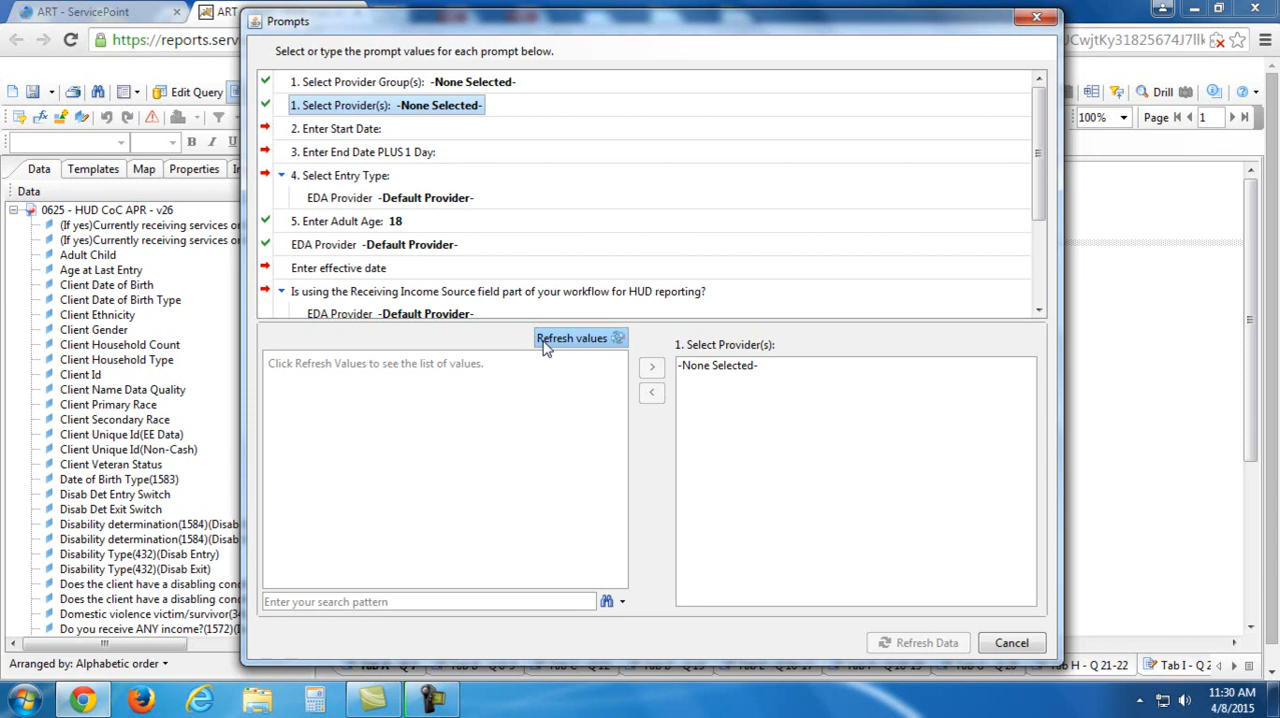 ART - ServicePoint
ART
Prompts
https://reports.serv
UCwjtKy31825674J7llk
Select or type the prompt values for each prompt below.
Edit Query
Drill
100%
Page
1
B I U
Data Templates Map Properties
Data
0625 - HUD CoC APR - v26
(If yes)Currently receiving services o
(If yes)Currently receiving services o
Adult Child
Age at Last Entry
Client Date of Birth
Client Date of Birth Type
Client Ethnicity
Client Gender
Client Household Count
Client Household Type
Client Id
Client Name Data Quality
Client Primary Race
Client Secondary Race
Client Unique Id(EE Data)
Client Unique Id(Non-Cash)
Client Veteran Status
Date of Birth Type(1583)
Disab Det Entry Switch
Disab Det Exit Switch
Disability determination(1584)(Disab
Disability determination(1584)(Disab
Disability Type(432)(Disab Entry)
Disability Type(432)(Disab Exit)
Does the client have a disabling con
Does the client have a disabling con
Domestic violence victim/survivor(34
Do you receive ANY income?(1572)(I
Arranged by: Alphabetic order
1. Select Provider Group(s): -None Selected-
1. Select Provider(s): -None Selected-
2. Enter Start Date:
3. Enter End Date PLUS 1 Day:
4. Select Entry Type:
EDA Provider -Default Provider-
5. Enter Adult Age: 18
EDA Provider -Default Provider-
Enter effective date
Is using the Receiving Income Source field part of your workflow for HUD reporting?
EDA Provider -Default Provider-
Refresh values
Click Refresh Values to see the list of values.
Enter your search pattern
1. Select Provider(s):
-None Selected-
Refresh Data
Cancel
Tab H - Q 21-22
Tab I - Q 2
11:30 AM
4/8/2015